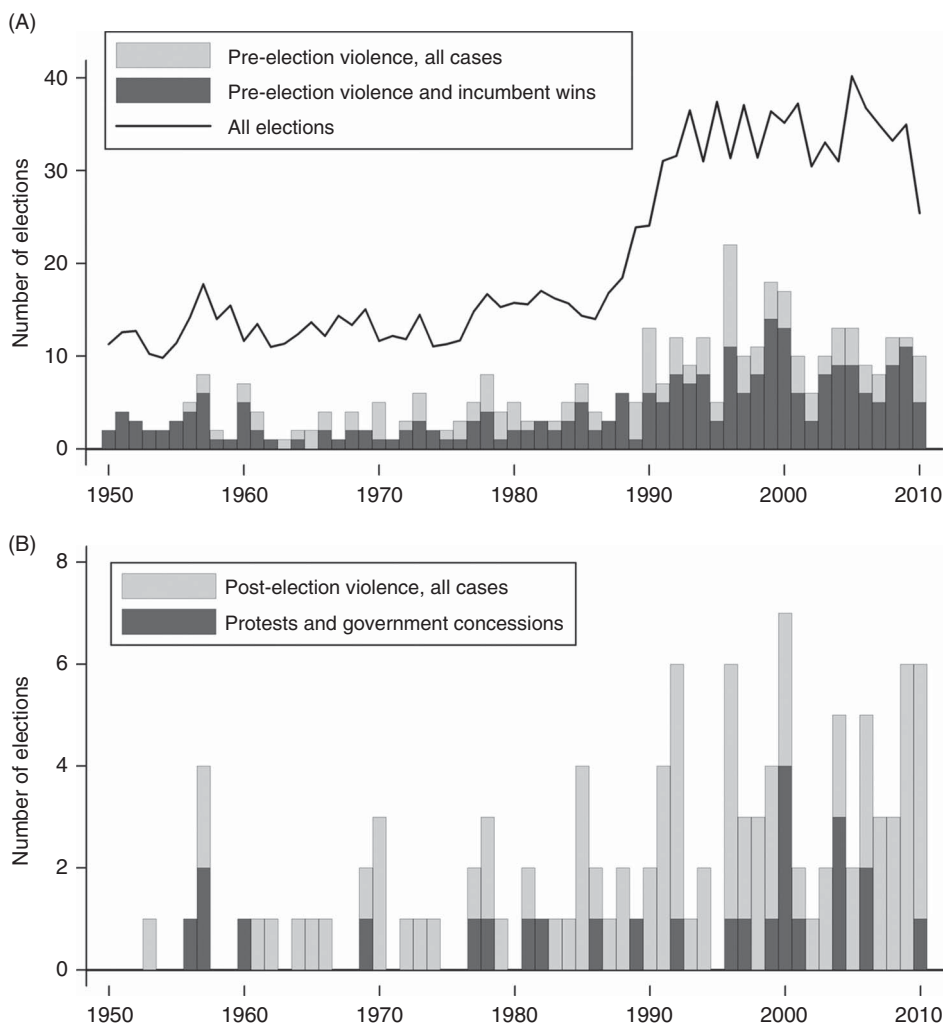 (A)
Pre-election violence, all cases
Pre-election violence and incumbent wins
All elections
Number of elections
40
30
20
10
0
1950 1960 1970 1980 1990 2000 2010
(B)
Post-election violence, all cases
Protests and government concessions
Number of elections
8
6
4
2
0
1950 1960 1970 1980 1990 2000 2010